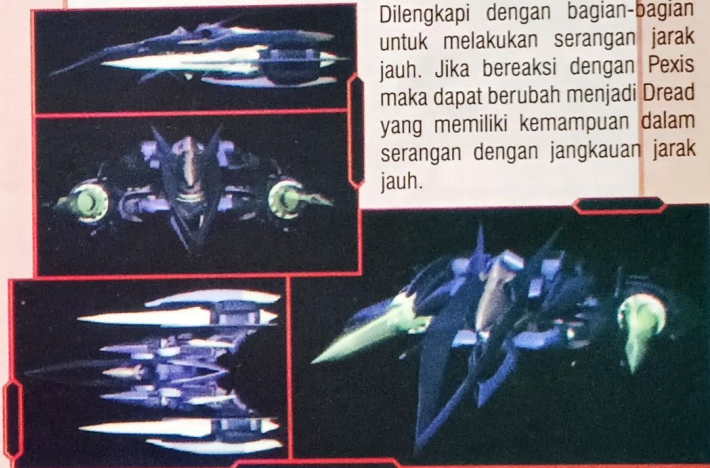 Dilengkapi dengan bagian-bagian
untuk melakukan serangan jarak
jauh. Jika bereaksi dengan Pexis
maka dapat berubah menjadi Dread
yang memiliki kemampuan dalam
serangan dengan jangkauan jarak
jauh.